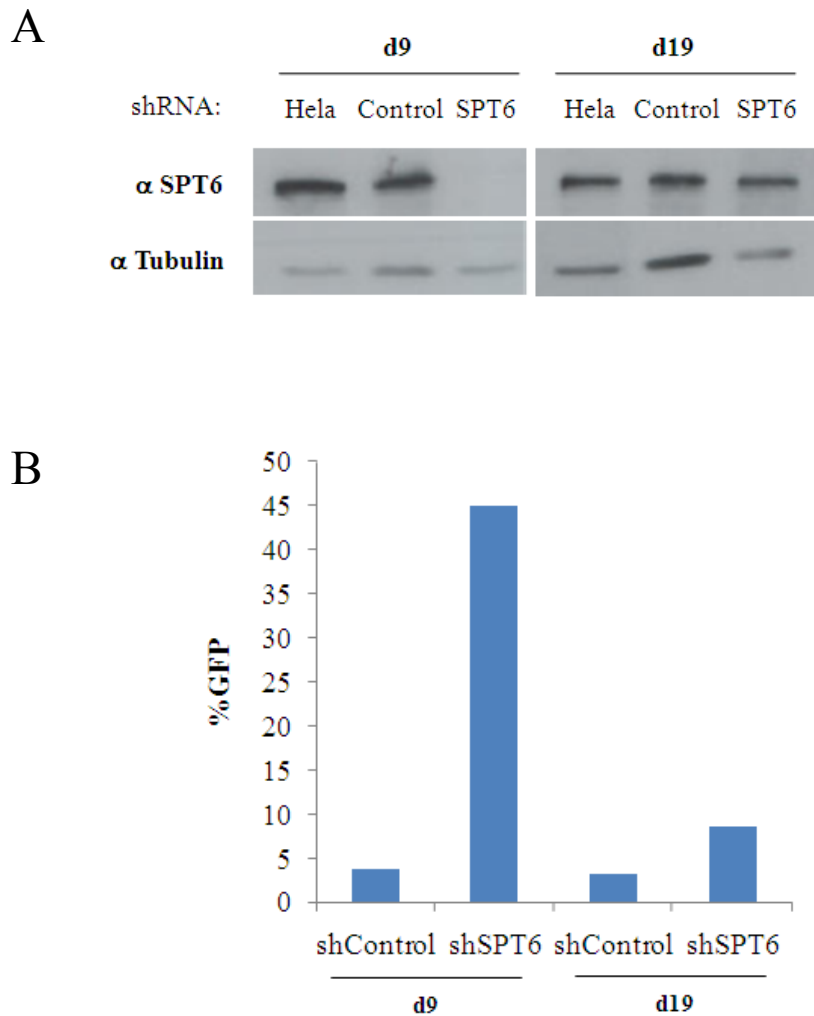 A
d9 d19
shRNA: Hela Control SPT6 Hela Control SPT6
α SPT6
α Tubulin
B
50
45
40
35
30
25
20
15
10
5
0
%GFP
shControl shSPT6 shControl shSPT6
d9 d19